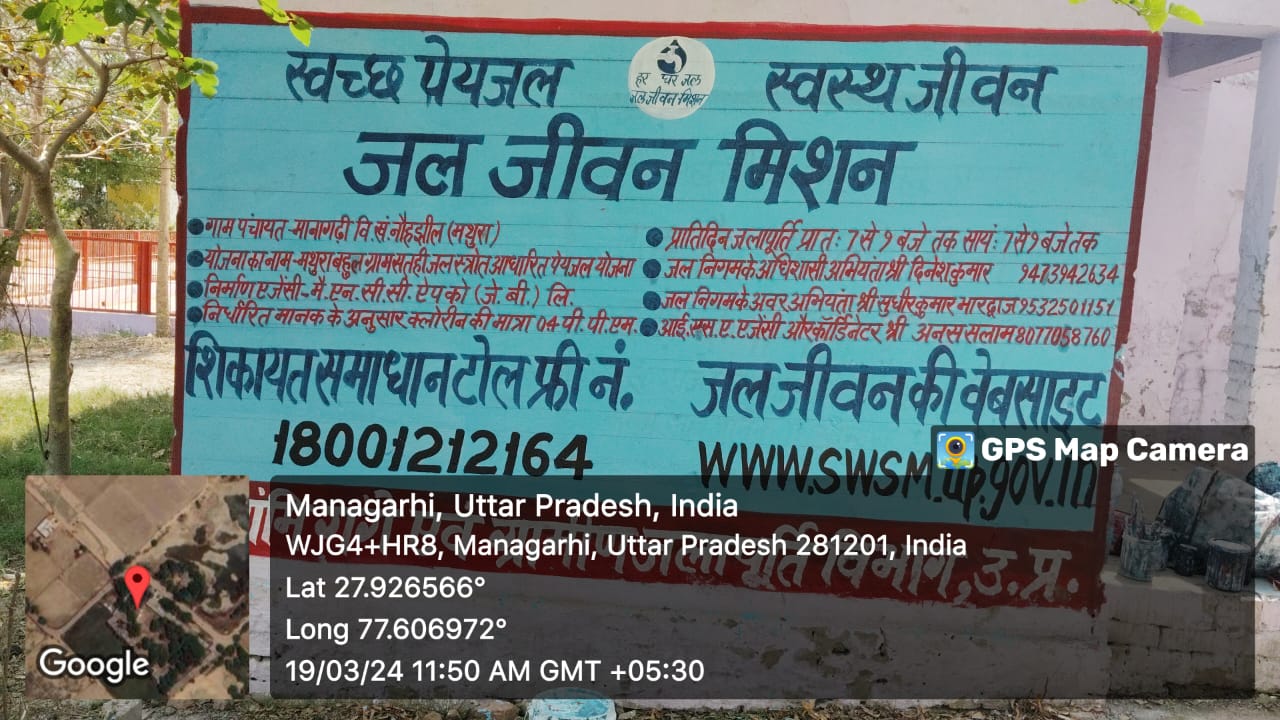 स्वच्छ पेयजल
हर घर जल
जल जीवन मिशन
स्वस्थ जीवन
जल जीवन मिशन
गाम पंचायत-मानागढ़ी वि.खं.नौहझील (मथुरा)
योजना का नाम-मथुरा बहुल ग्राम सतही जल स्त्रोत आधारित पेयजल योजना
निर्माण एजेंसी-मै.एन.सी.सी. ऐपको (जे.बी.) लि.
निर्धारित मानक के अनुसार क्लोरीन की मात्रा 04 पी.पी.एम.
प्रातिदिन जलापूर्ति प्रातः 7 से 9 बजे तक सायं: 7 से 9 बजे तक
जल निगम के अधिशासी अभियंता श्री दिनेश कुमार 9473942634
जल निगम के अवर अभियंता श्री सुधीर कुमार भारद्वाज 9532501151
आई.एस.ए. एजेंसी और कॉर्डिनेटर श्री अनस सलाम 8077058760
शिकायत समाधान टोल फ्री नं.
18001212164
जल जीवन की वेबसाइट
WWW.SWSM.up.gov.in
एवं ग्रामीण जलापूर्ति विभाग, उ.प्र.
GPS Map Camera
Managarhi, Uttar Pradesh, India
WJG4+HR8, Managarhi, Uttar Pradesh 281201, India
Lat 27.926566°
Long 77.606972°
19/03/24 11:50 AM GMT +05:30
Google